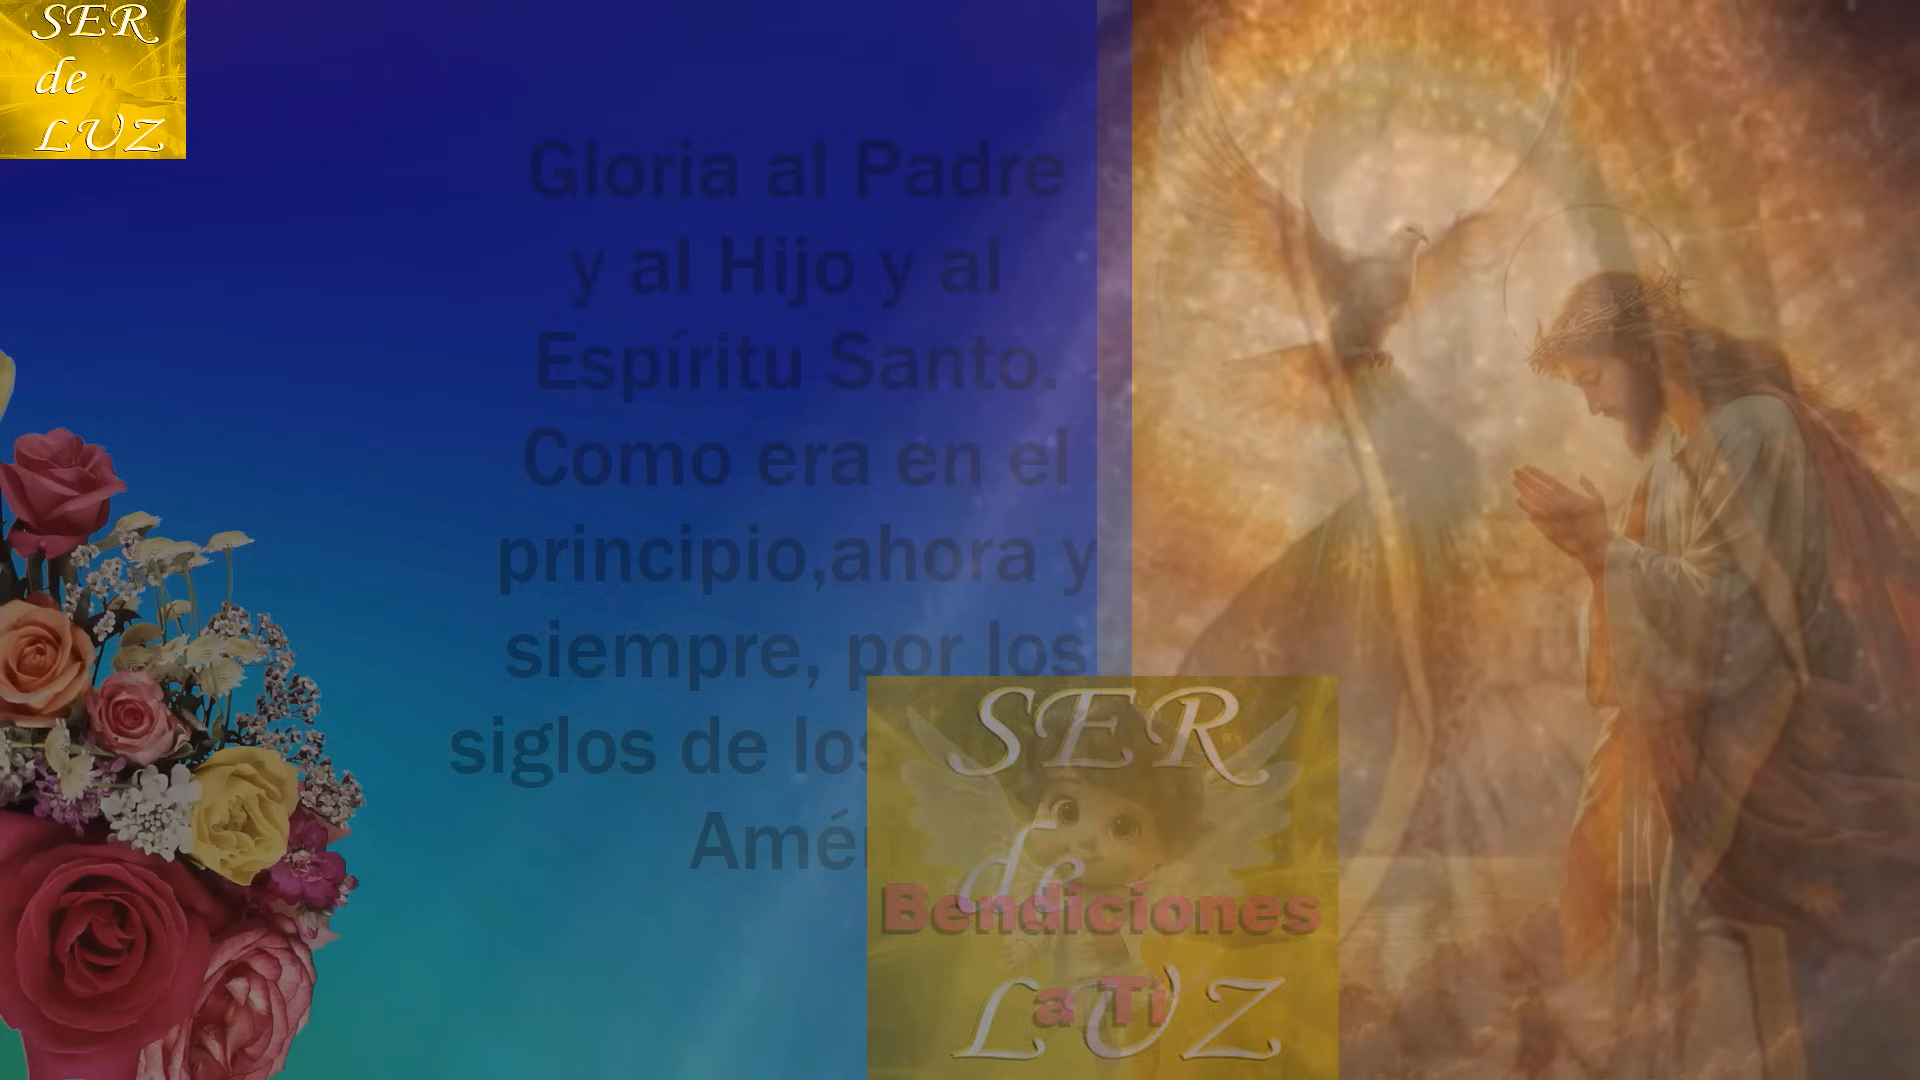 SER
de
LUZ
Gloria al Padre
y al Hijo y al
Espíritu Santo.
Como era en el
principio,ahora y
siempre, por los
siglos de los
SER
de
Bendiciones
a Ti
LUZ